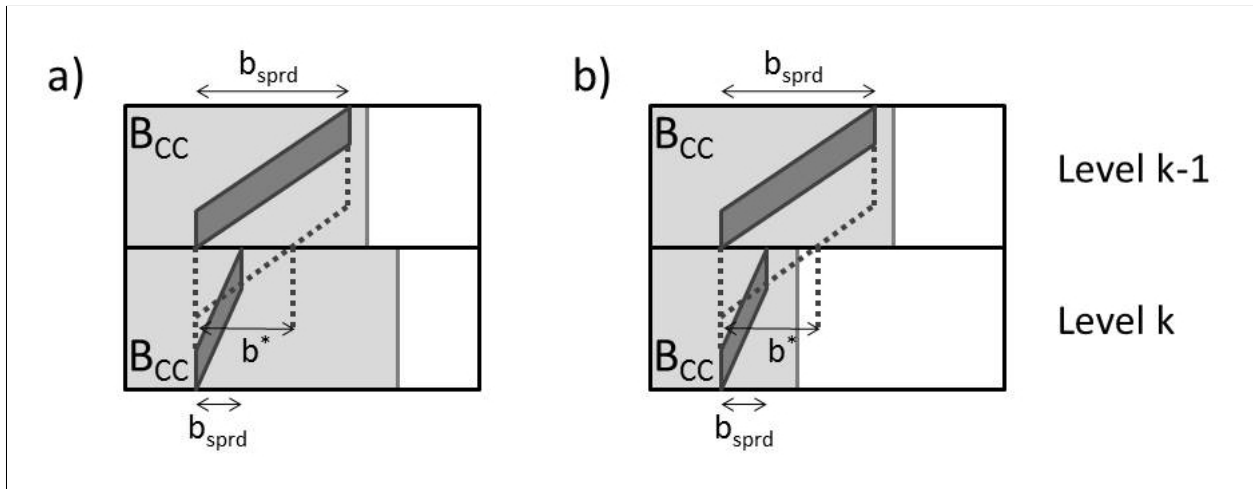 a)
b_sprd
B_CC
B_CC
b*
b_sprd
b)
b_sprd
B_CC
B_CC
b*
b_sprd
Level k-1
Level k